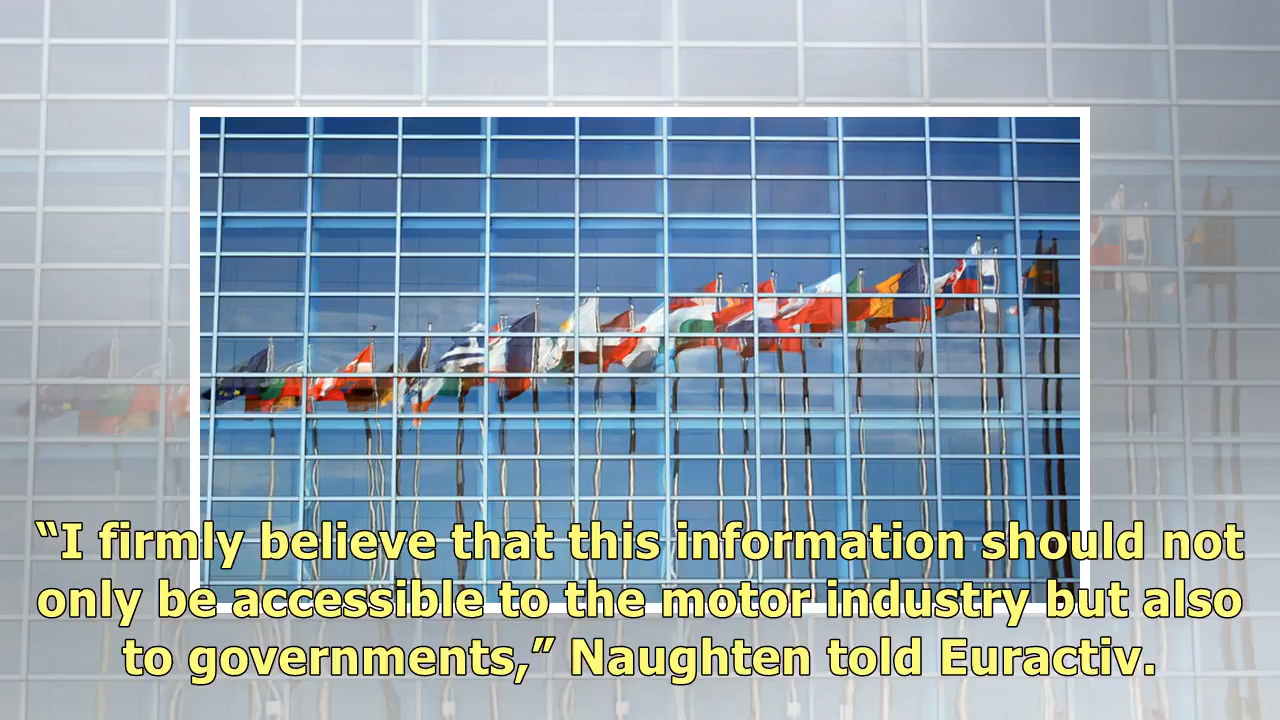 “I firmly believe that this information should not
only be accessible to the motor industry but also
to governments,” Naughten told Euractiv.